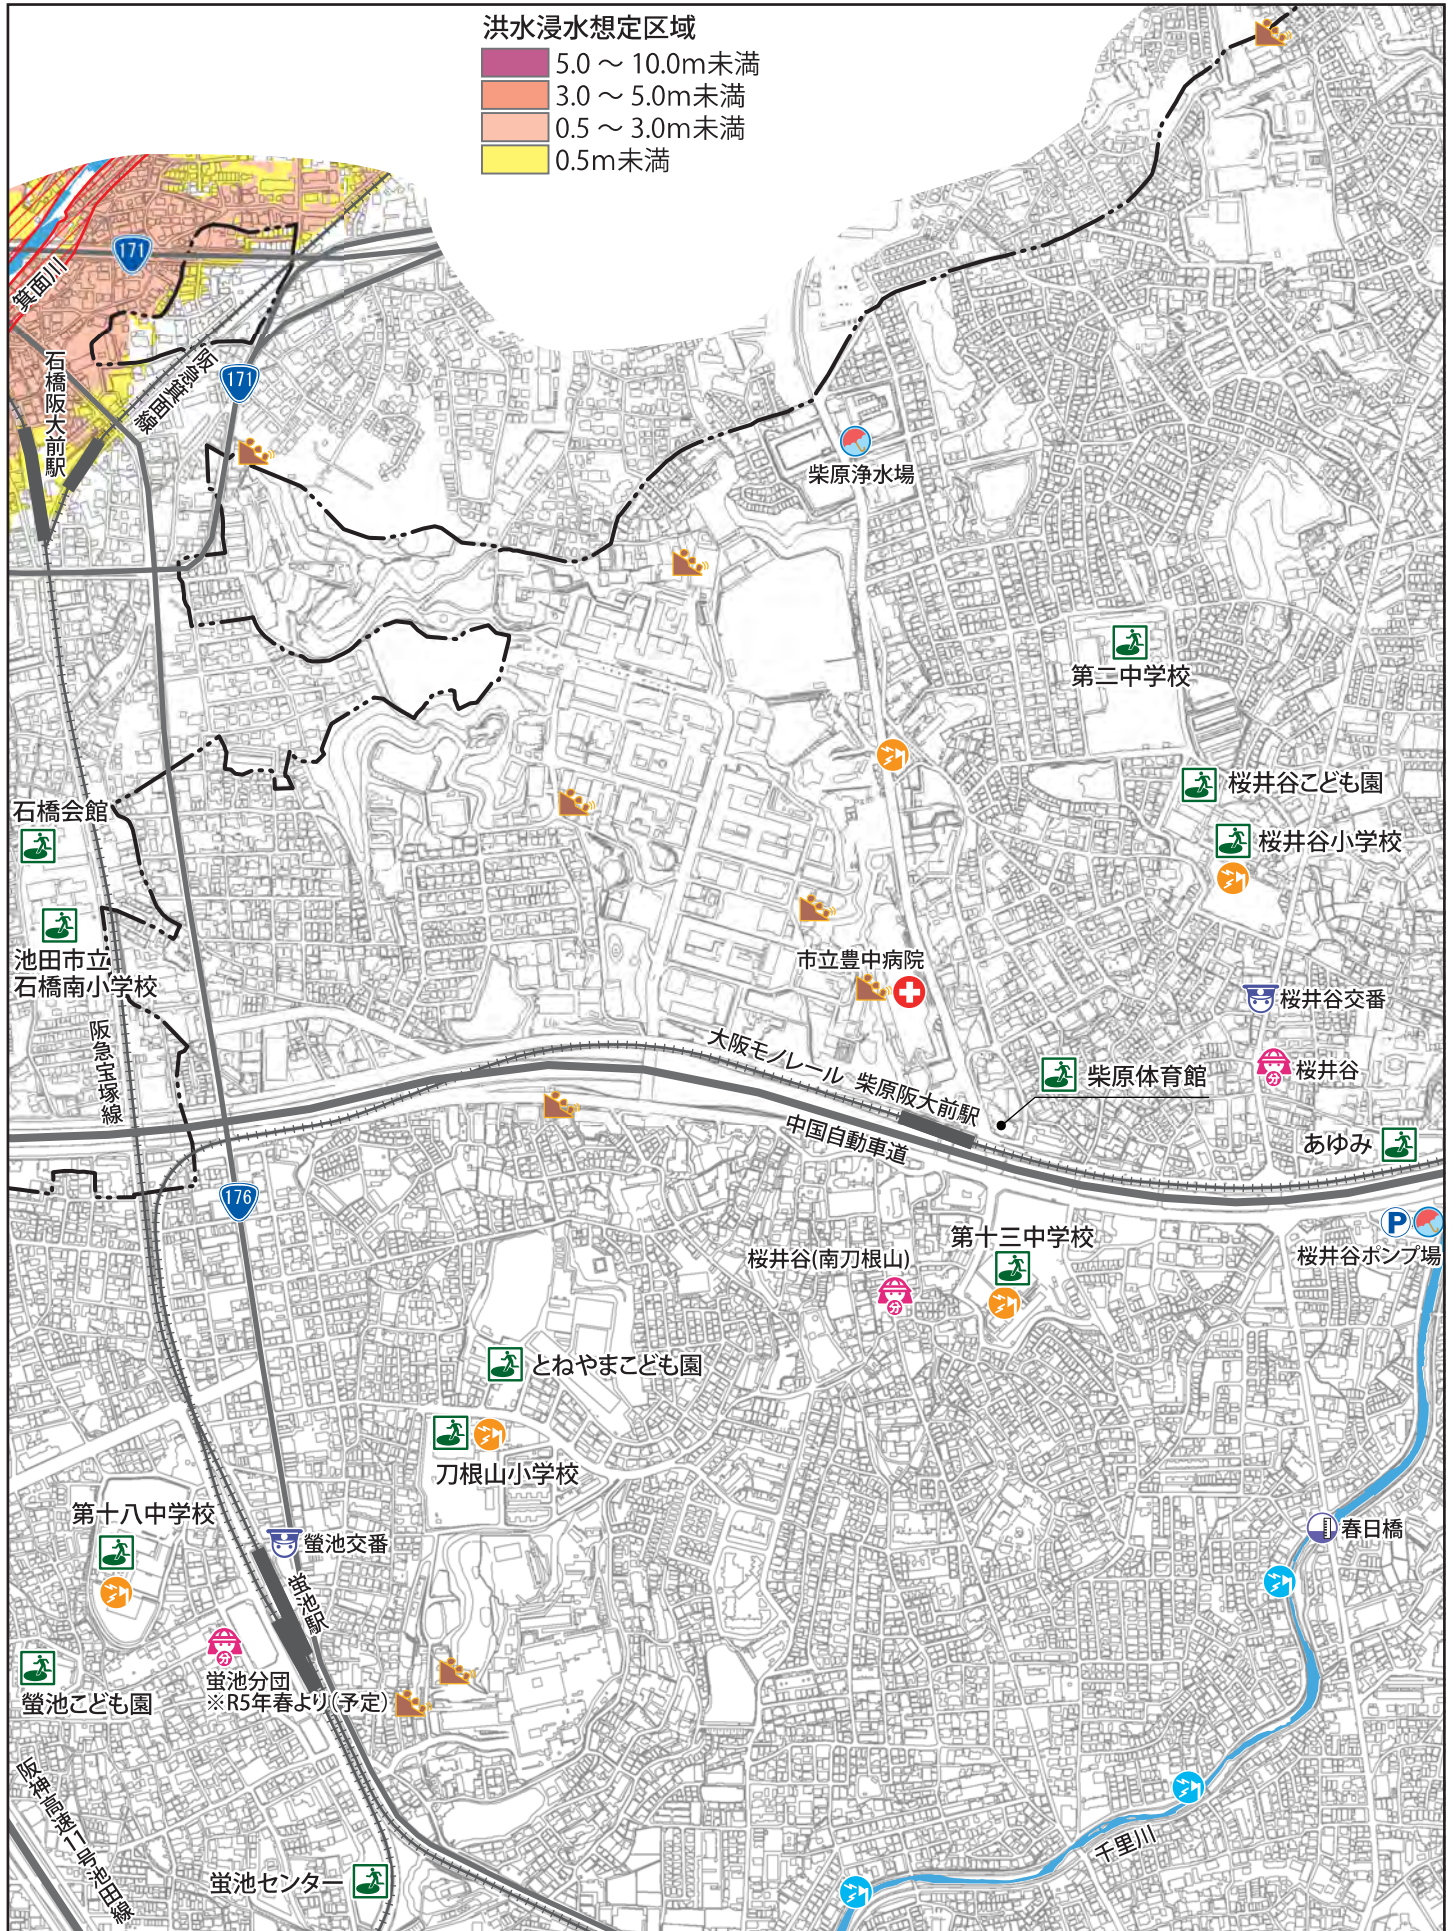 洪水浸水想定区域
5.0 ～ 10.0m未満
3.0 ～ 5.0m未満
0.5 ～ 3.0m未満
0.5m未満
171
箕面川
石橋阪大前駅
阪急箕面線
171
柴原浄水場
第二中学校
桜井谷こども園
桜井谷小学校
石橋会館
池田市立
石橋南小学校
市立豊中病院
桜井谷交番
阪急宝塚線
大阪モノレール 柴原阪大前駅
中国自動車道
柴原体育館
桜井谷
分
あゆみ
176
P
桜井谷ポンプ場
第十三中学校
桜井谷(南刀根山)
分
とねやまこども園
刀根山小学校
第十八中学校
螢池交番
蛍池駅
春日橋
分
蛍池分団
※R5年春より(予定)
螢池こども園
阪神高速11号池田線
千里川
蛍池センター